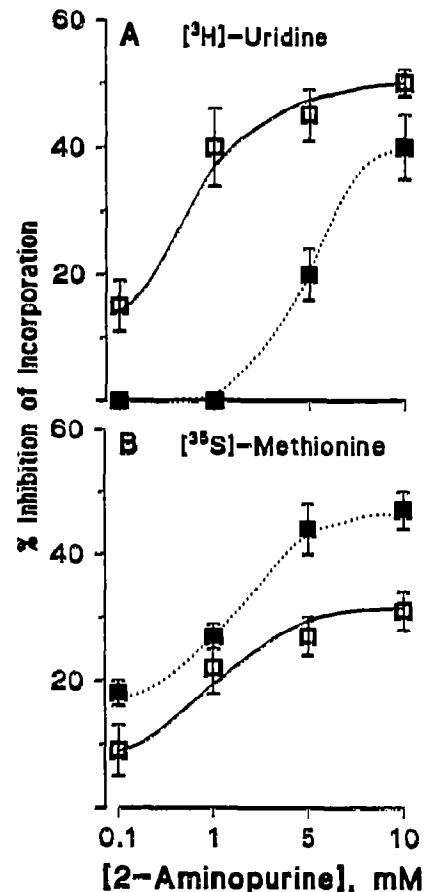 60
A [³H]-Uridine
40
20
% Inhibition of Incorporation
60
B [³⁵S]-Methionine
40
20
0.1 1 5 10
[2-Aminopurine], mM